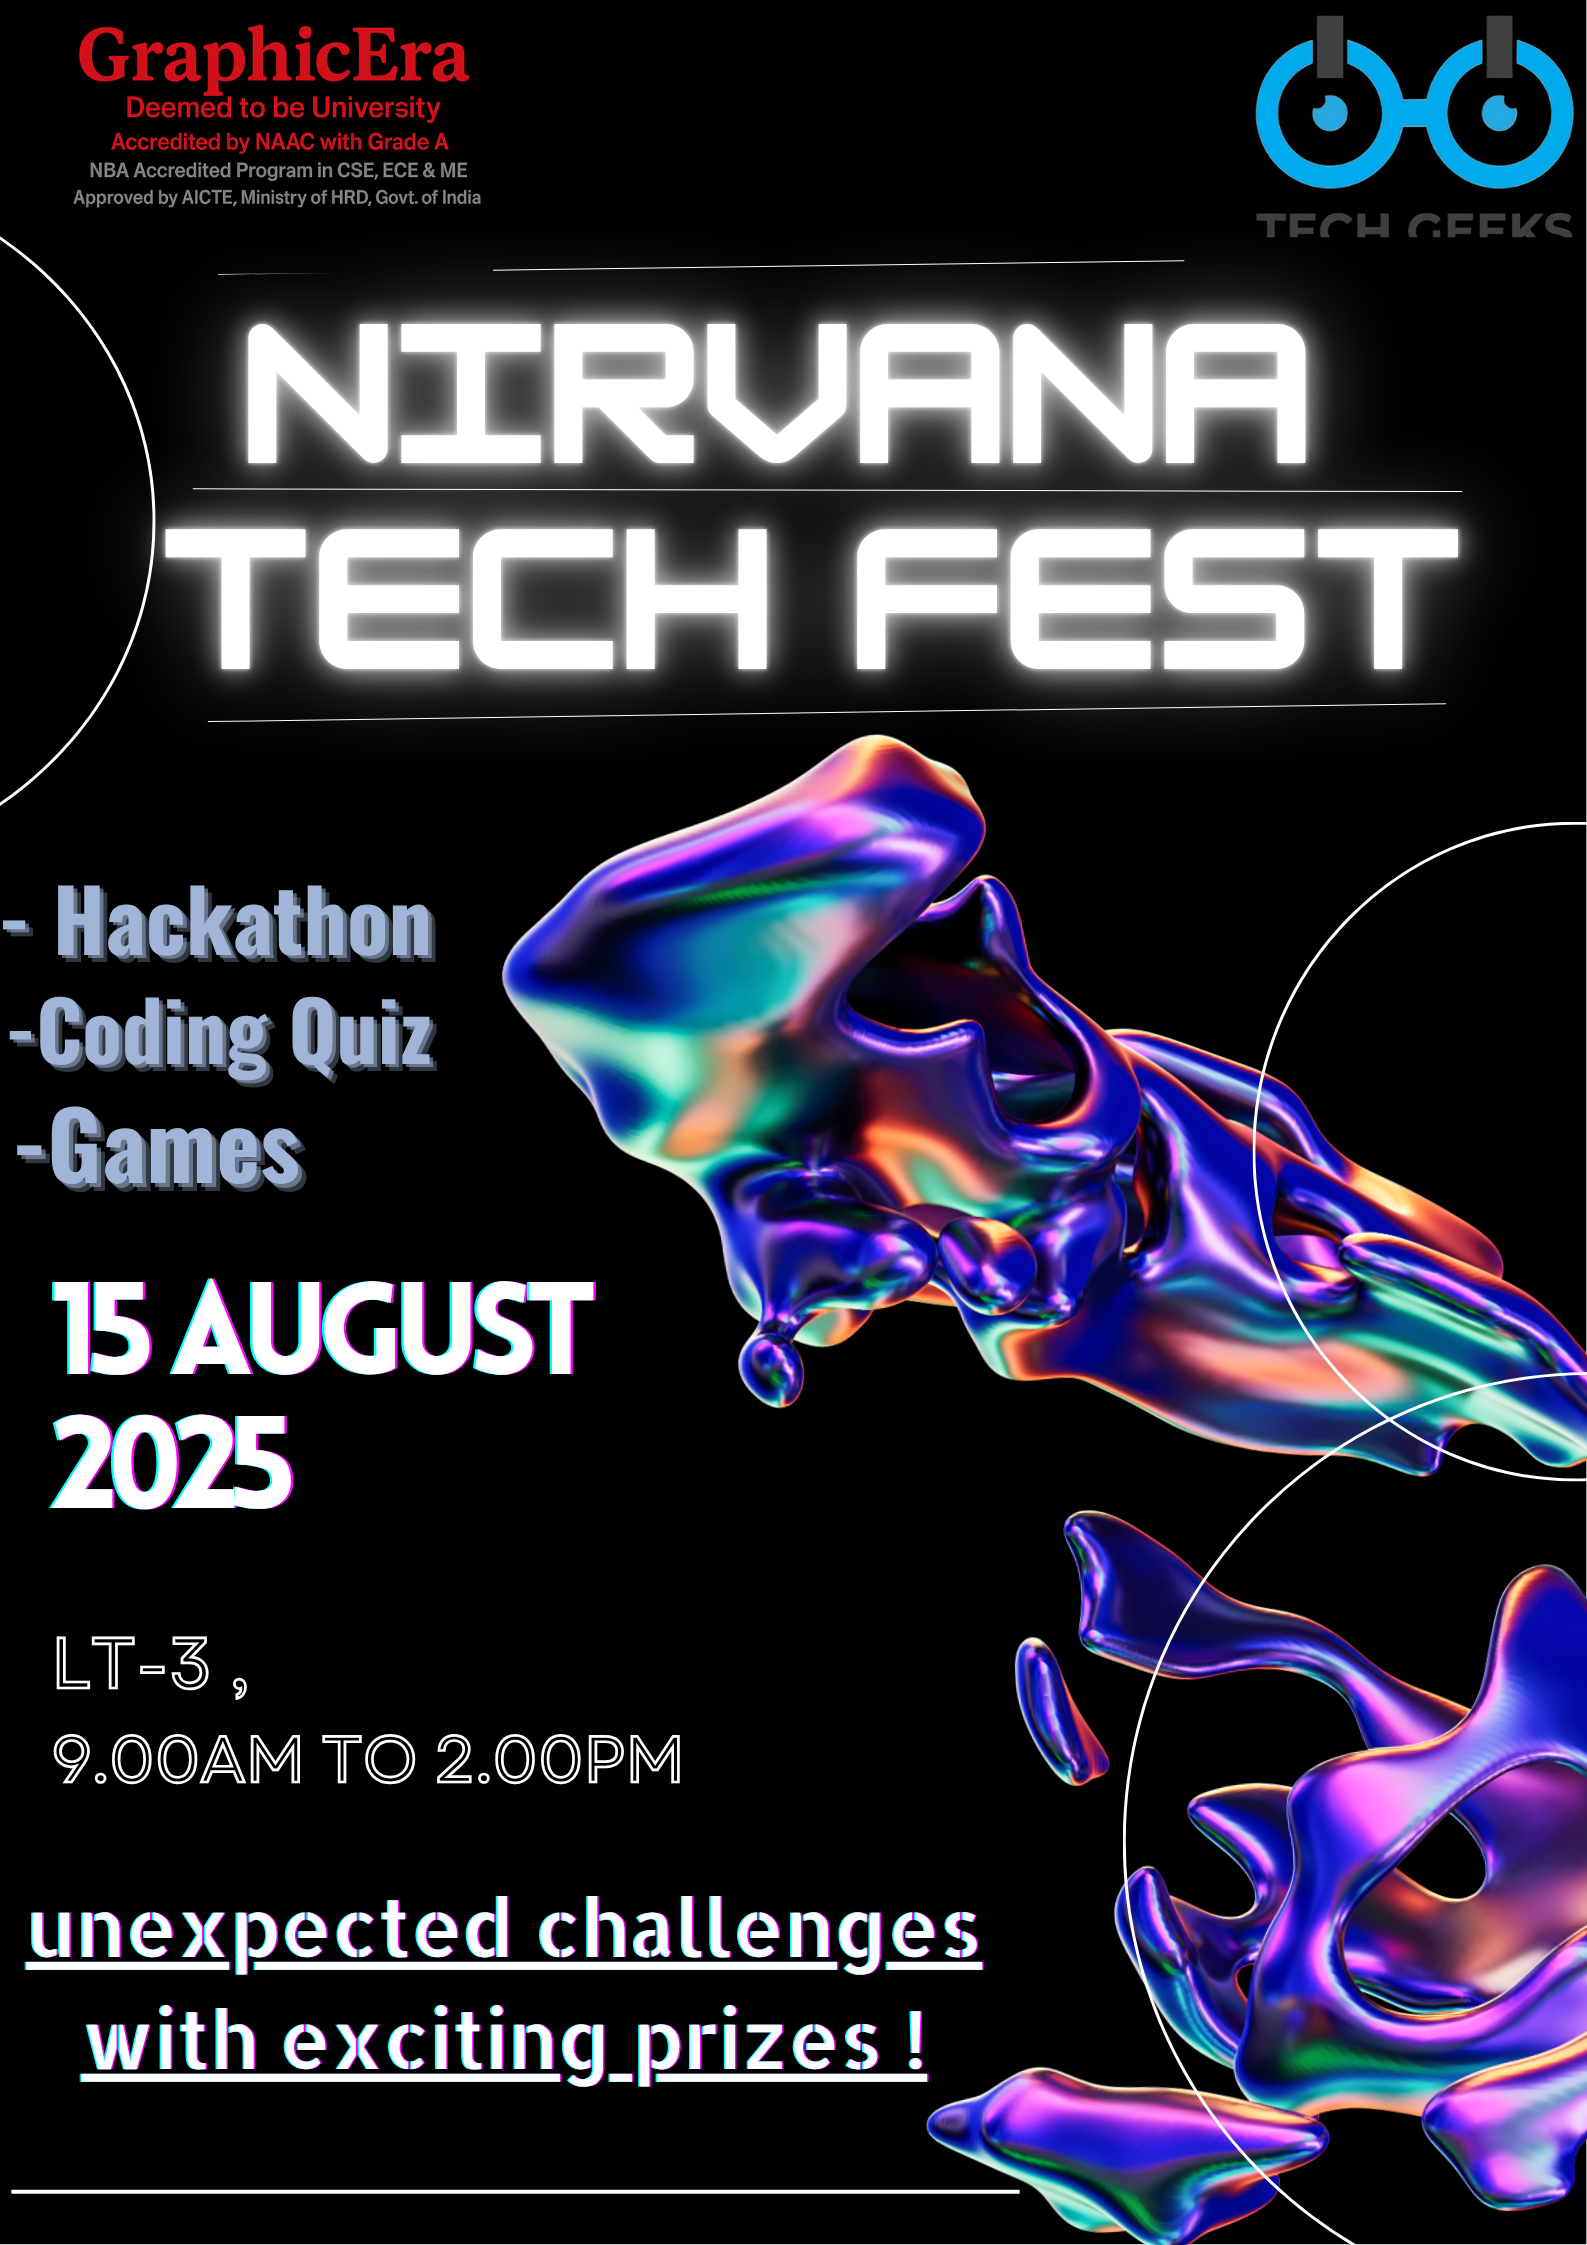 GraphicEra
Deemed to be University
Accredited by NAAC with Grade A
NBA Accredited Program in CSE, ECE & ME
Approved by AICTE, Ministry of HRD, Govt. of India
TECH GEEKS
NIRVANA
TECH FEST
- Hackathon
-Coding Quiz
-Games
15 AUGUST
2025
LT-3 ,
9.00AM TO 2.00PM
unexpected challenges
with exciting prizes !